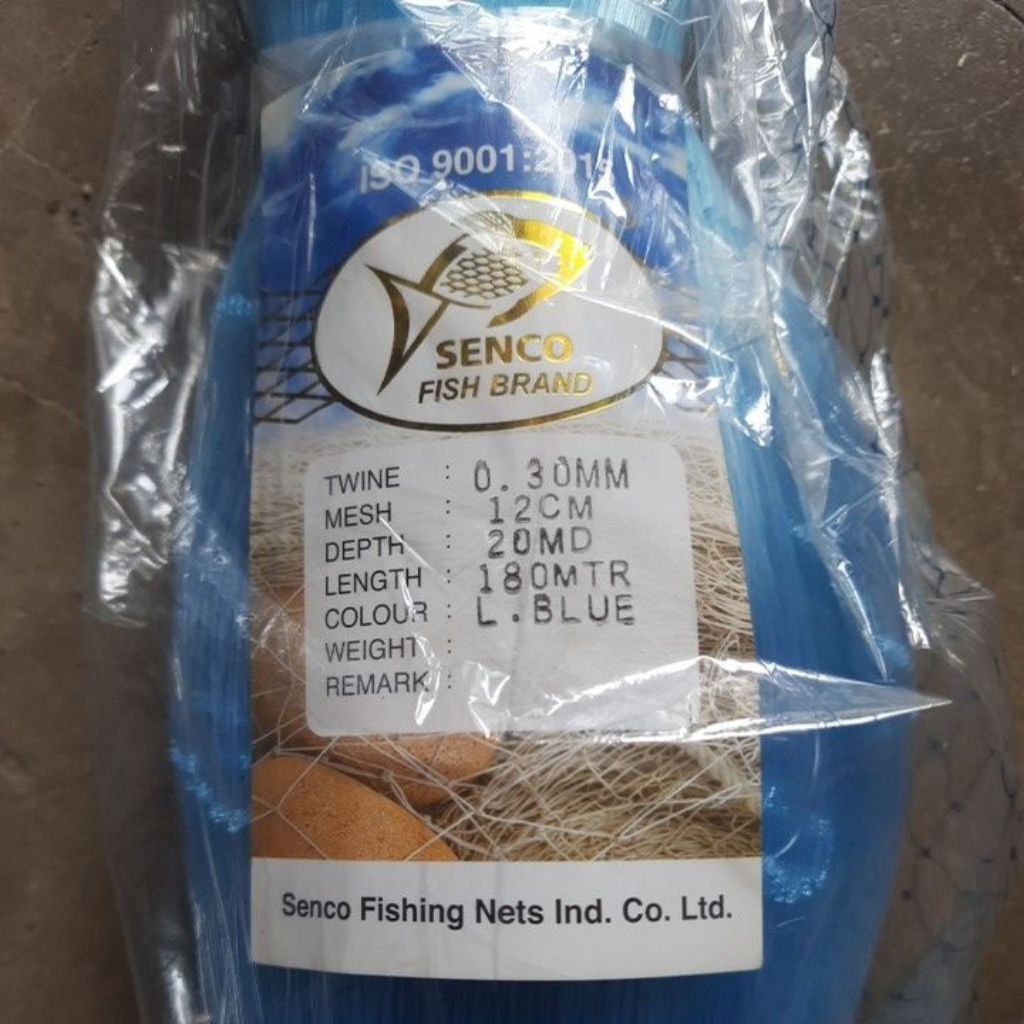 ISO 9001:201
SENCO
FISH BRAND
TWINE : 0.30MM
MESH : 12CM
DEPTH : 20MD
LENGTH : 180MTR
COLOUR : L.BLUE
WEIGHT :
REMARK :
Senco Fishing Nets Ind. Co. Ltd.